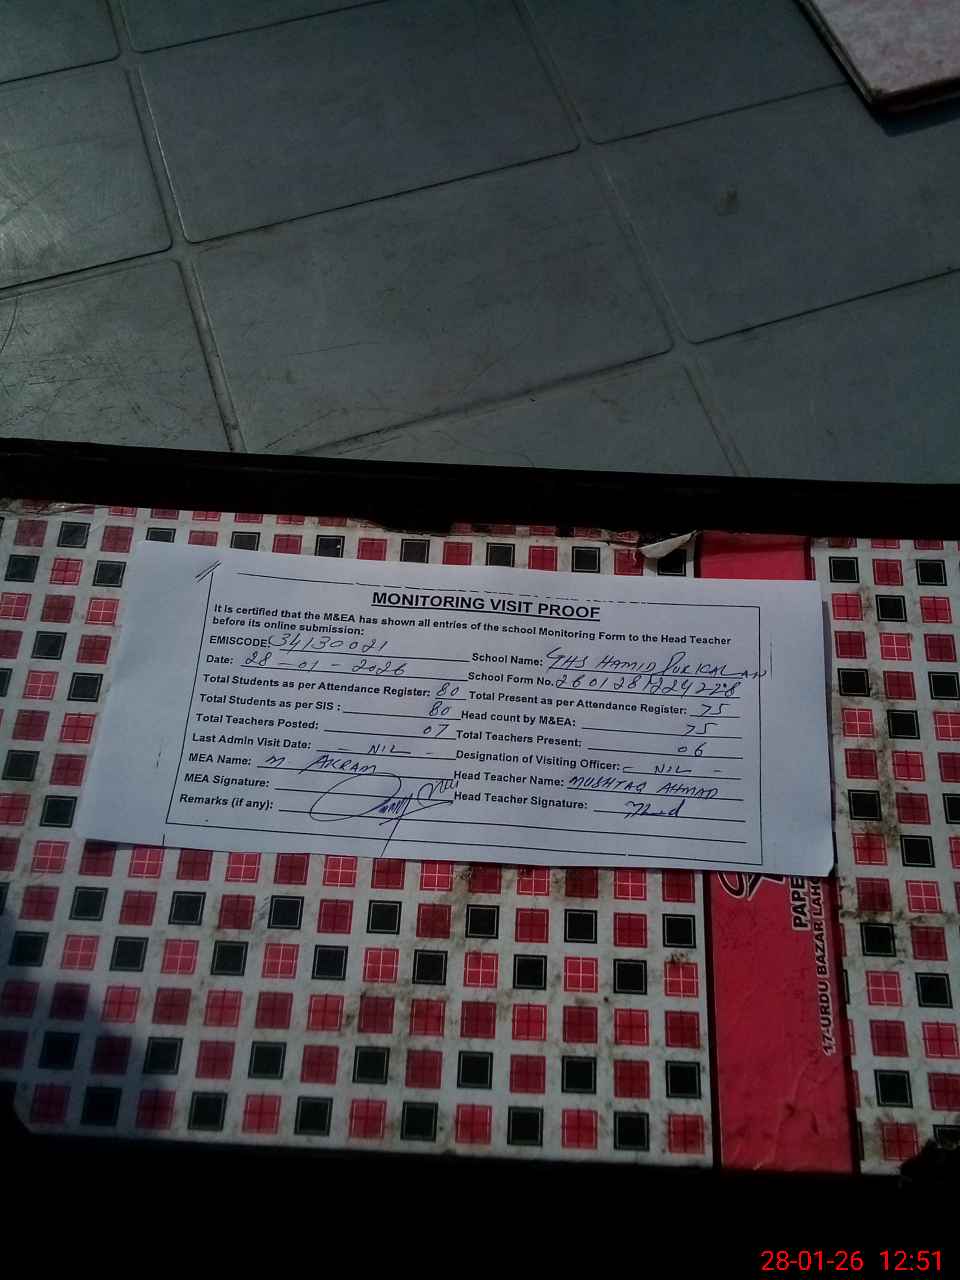 MONITORING VISIT PROOF
It is certified that the M&EA has shown all entries of the school Monitoring Form to the Head Teacher
before its online submission:
EMISCODE: 34130021 School Name: GHS HAMID PUR KALAN
Date: 28-01-2026 School Form No. 2601281224228
Total Students as per Attendance Register: 80 Total Present as per Attendance Register: 75
Total Students as per SIS : 80 Head count by M&EA: 75
Total Teachers Posted: 07 Total Teachers Present: 06
Last Admin Visit Date: - NIL - Designation of Visiting Officer: - NIL -
MEA Name: M AKRAM Head Teacher Name: MUSHTAQ AHMAD
MEA Signature: Head Teacher Signature:
Remarks (if any):
PAPE
17-URDU BAZAR LAHO
28-01-26 12:51